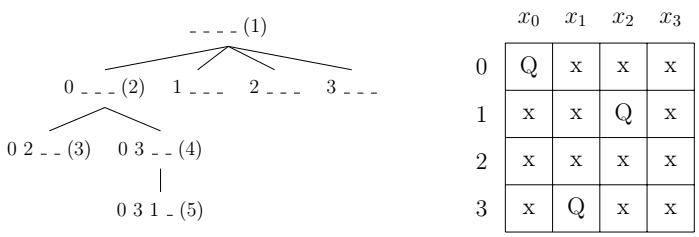 _ _ _ _ (1)
0 _ _ _ (2) 1 _ _ _ 2 _ _ _ 3 _ _ _
0 2 _ _ (3) 0 3 _ _ (4)
0 3 1 _ (5)
x0 x1 x2 x3
0 Q x x x
1 x x Q x
2 x x x x
3 x Q x x